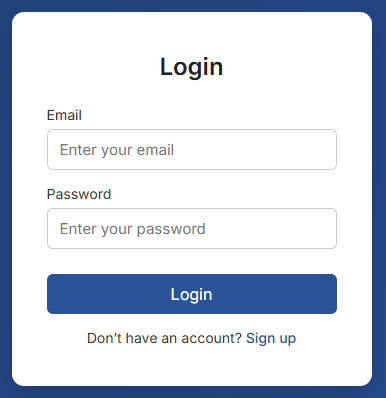 Login
Email
Enter your email
Password
Enter your password
Login
Don’t have an account? Sign up